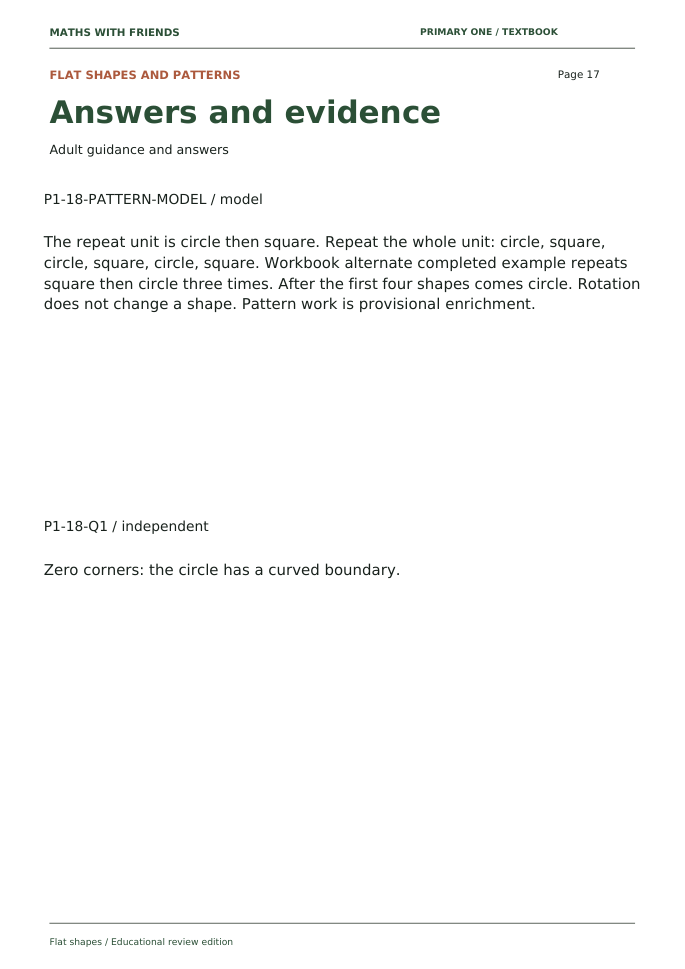 MATHS WITH FRIENDS
PRIMARY ONE / TEXTBOOK
FLAT SHAPES AND PATTERNS
Page 17
Answers and evidence
Adult guidance and answers
P1-18-PATTERN-MODEL / model
The repeat unit is circle then square. Repeat the whole unit: circle, square,
circle, square, circle, square. Workbook alternate completed example repeats
square then circle three times. After the first four shapes comes circle. Rotation
does not change a shape. Pattern work is provisional enrichment.
P1-18-Q1 / independent
Zero corners: the circle has a curved boundary.
Flat shapes / Educational review edition